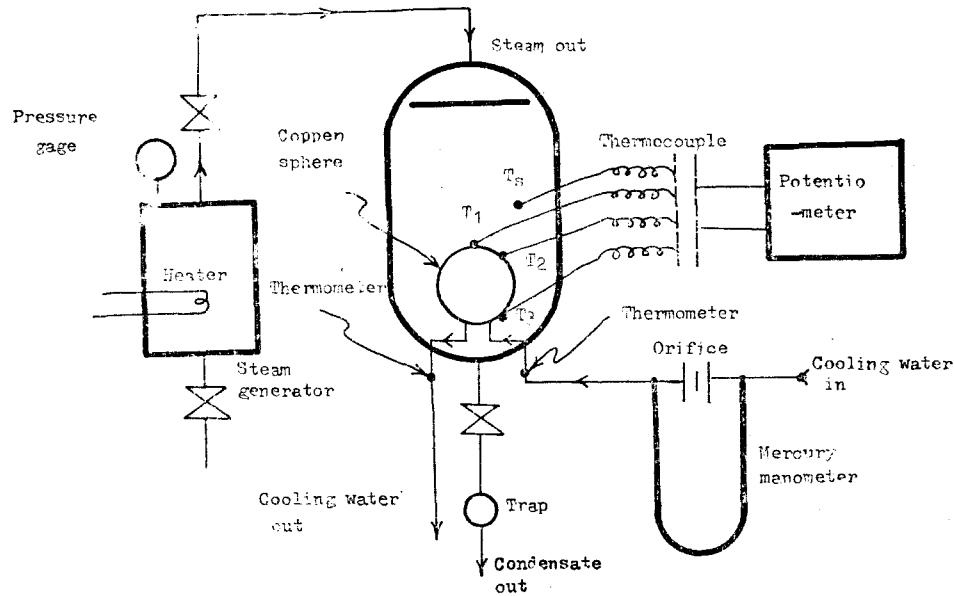 Steam out
Pressure
gage
Coppen
sphere
Thermocouple
Ts
T1
T2
T3
Potentio
-meter
Heater
Thermometer
Thermometer
Orifice
Cooling water
in
Steam
generator
Mercury
manometer
Cooling water
out
Trap
Condensate
out